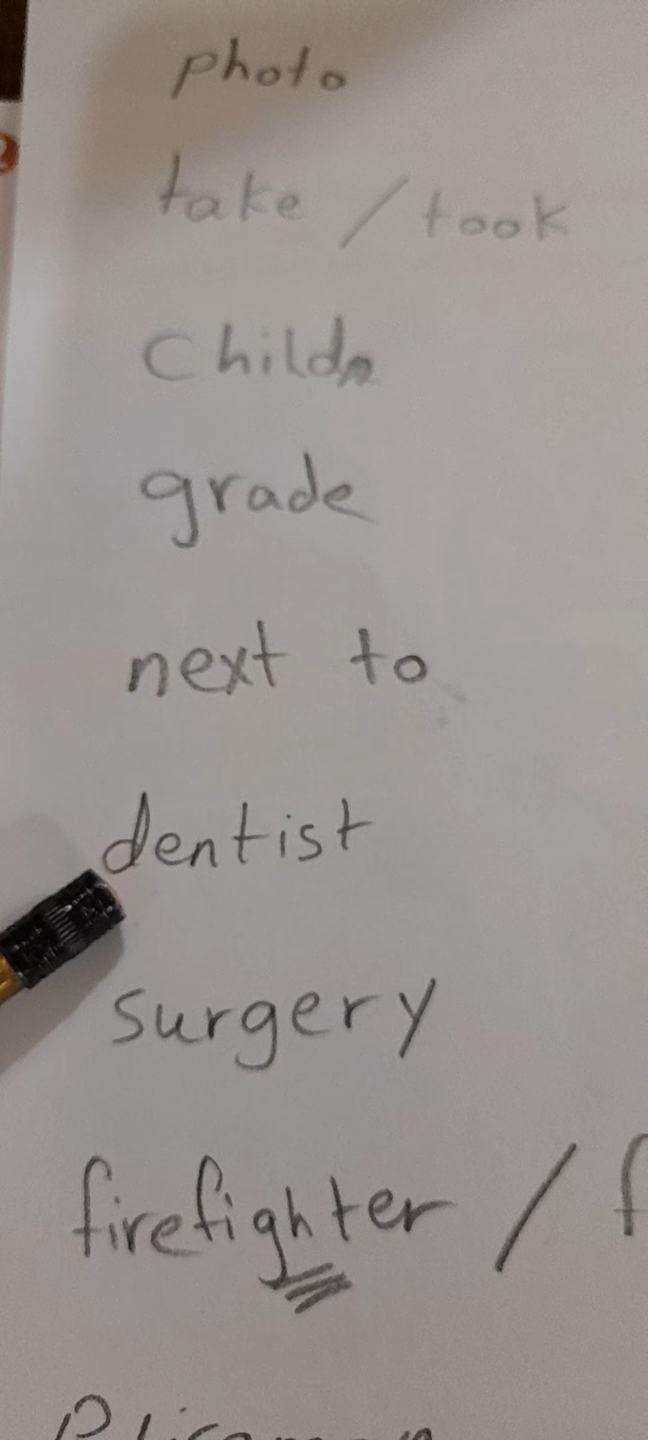 photo
take / took
child
grade
next to
dentist
surgery
firefighter / f